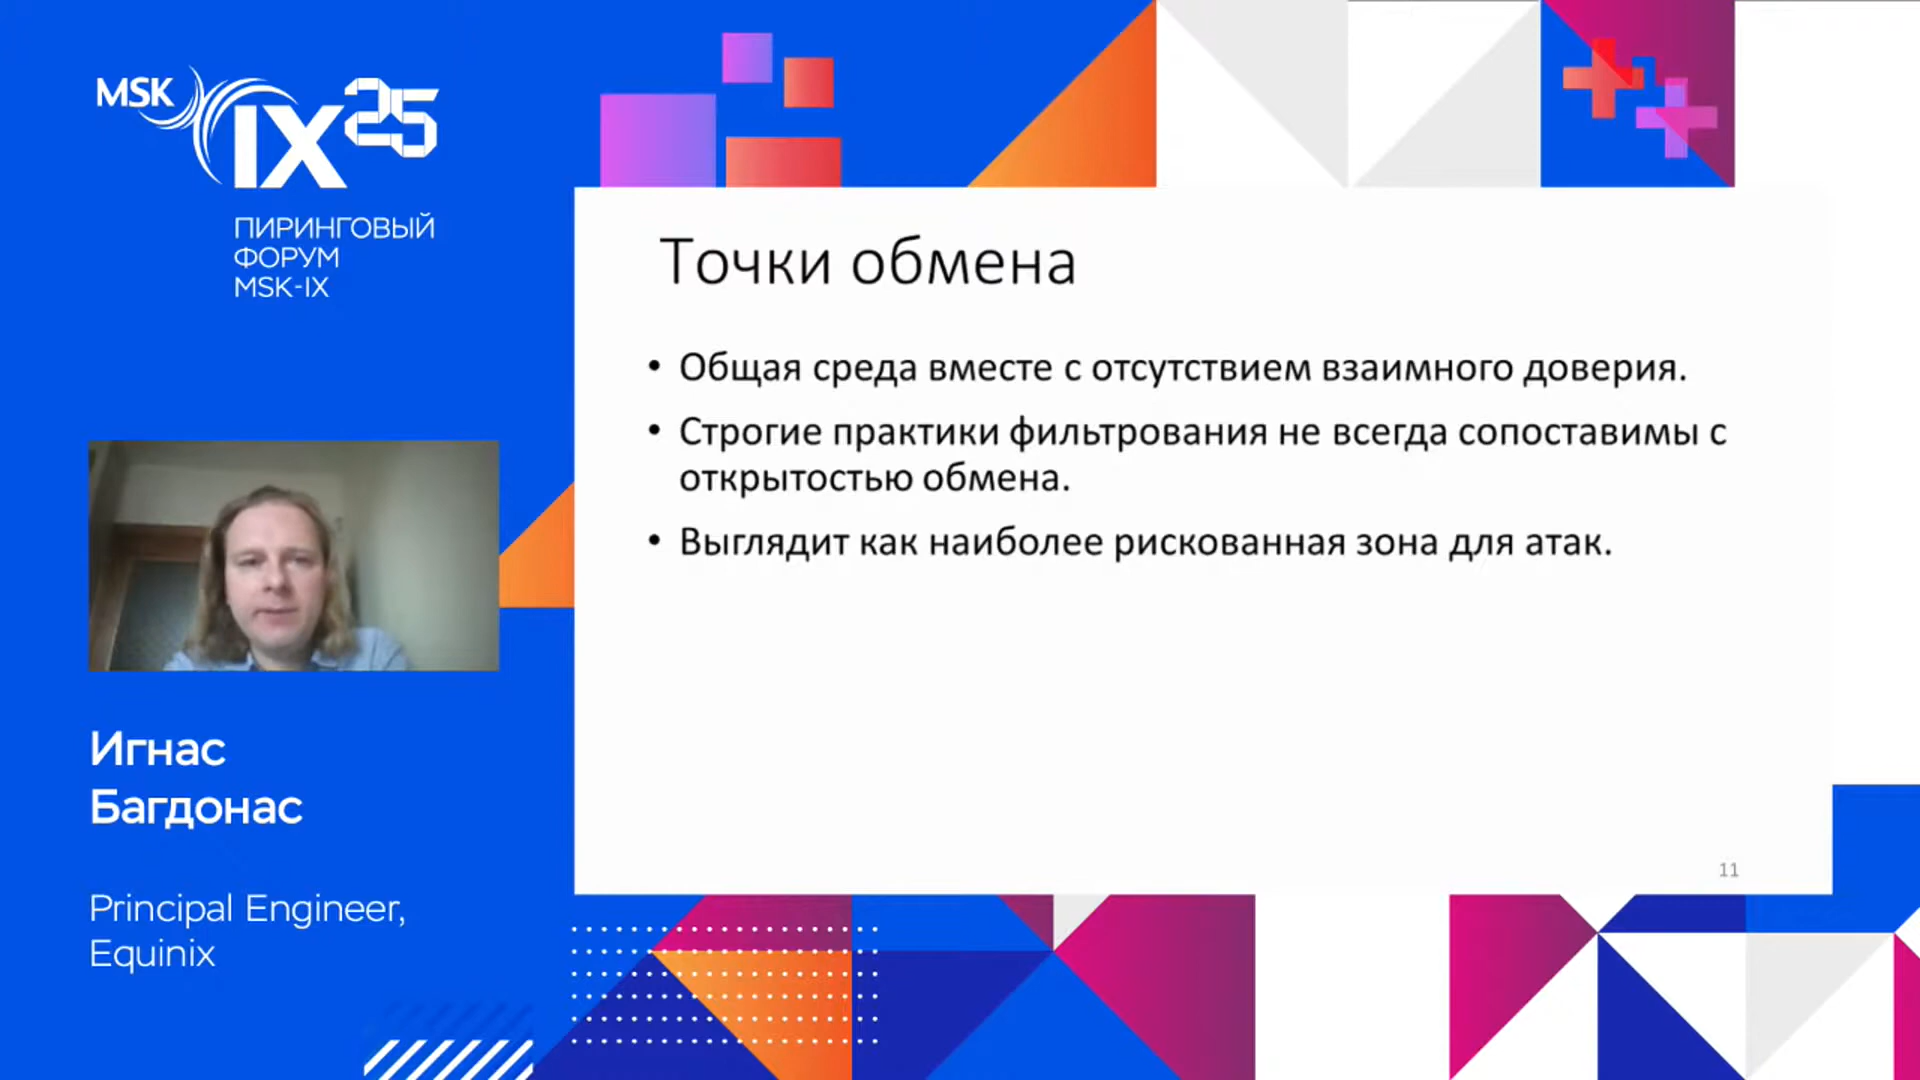 MSK
IX 25
ПИРИНГОВЫЙ
ФОРУМ
MSK-IX
Точки обмена
• Общая среда вместе с отсутствием взаимного доверия.
• Строгие практики фильтрования не всегда сопоставимы с
открытостью обмена.
• Выглядит как наиболее рискованная зона для атак.
11
Игнас
Багдонас
Principal Engineer,
Equinix